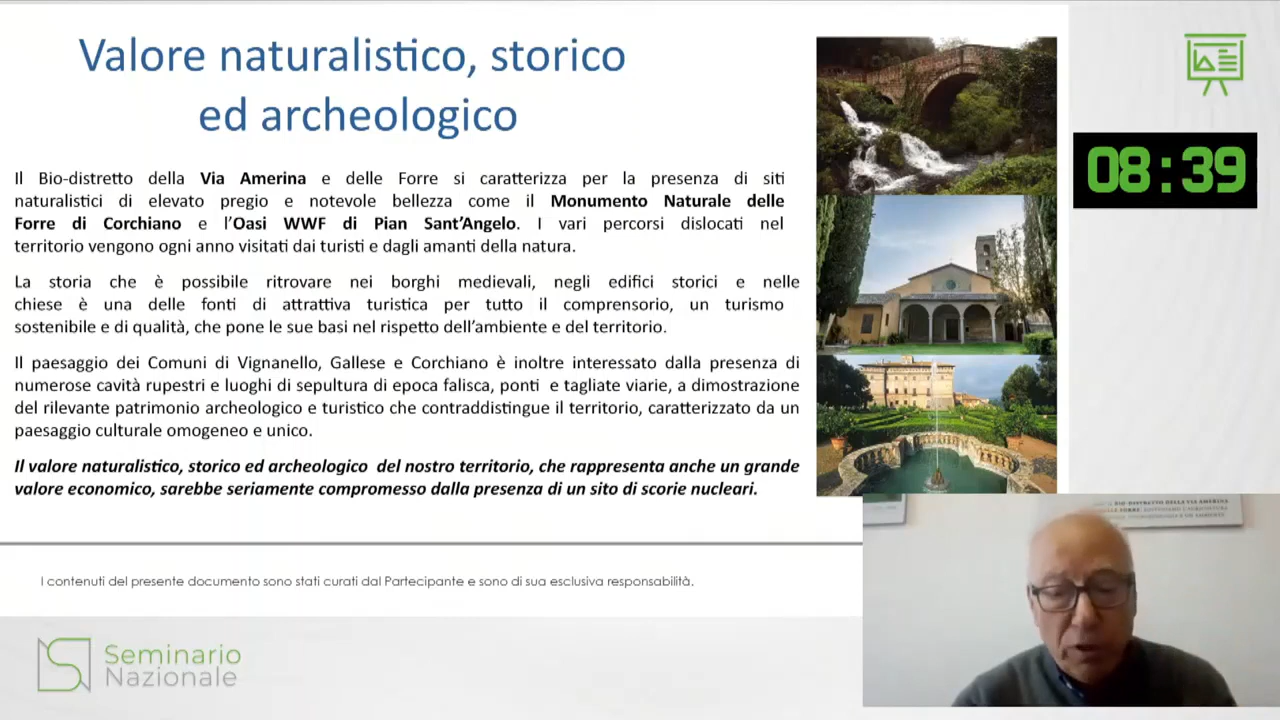 Valore naturalistico, storico
ed archeologico
08:39
Il Bio-distretto della Via Amerina e delle Forre si caratterizza per la presenza di siti
naturalistici di elevato pregio e notevole bellezza come il Monumento Naturale delle
Forre di Corchiano e l’Oasi WWF di Pian Sant’Angelo. I vari percorsi dislocati nel
territorio vengono ogni anno visitati dai turisti e dagli amanti della natura.
La storia che è possibile ritrovare nei borghi medievali, negli edifici storici e nelle
chiese è una delle fonti di attrattiva turistica per tutto il comprensorio, un turismo
sostenibile e di qualità, che pone le sue basi nel rispetto dell’ambiente e del territorio.
Il paesaggio dei Comuni di Vignanello, Gallese e Corchiano è inoltre interessato dalla presenza di
numerose cavità rupestri e luoghi di sepultura di epoca falisca, ponti e tagliate viarie, a dimostrazione
del rilevante patrimonio archeologico e turistico che contraddistingue il territorio, caratterizzato da un
paesaggio culturale omogeneo e unico.
Il valore naturalistico, storico ed archeologico del nostro territorio, che rappresenta anche un grande
valore economico, sarebbe seriamente compromesso dalla presenza di un sito di scorie nucleari.
BIO-DISTRETTO DELLA VIA AMERINA
I contenuti del presente documento sono stati curati dal Partecipante e sono di sua esclusiva responsabilità.
Seminario
Nazionale